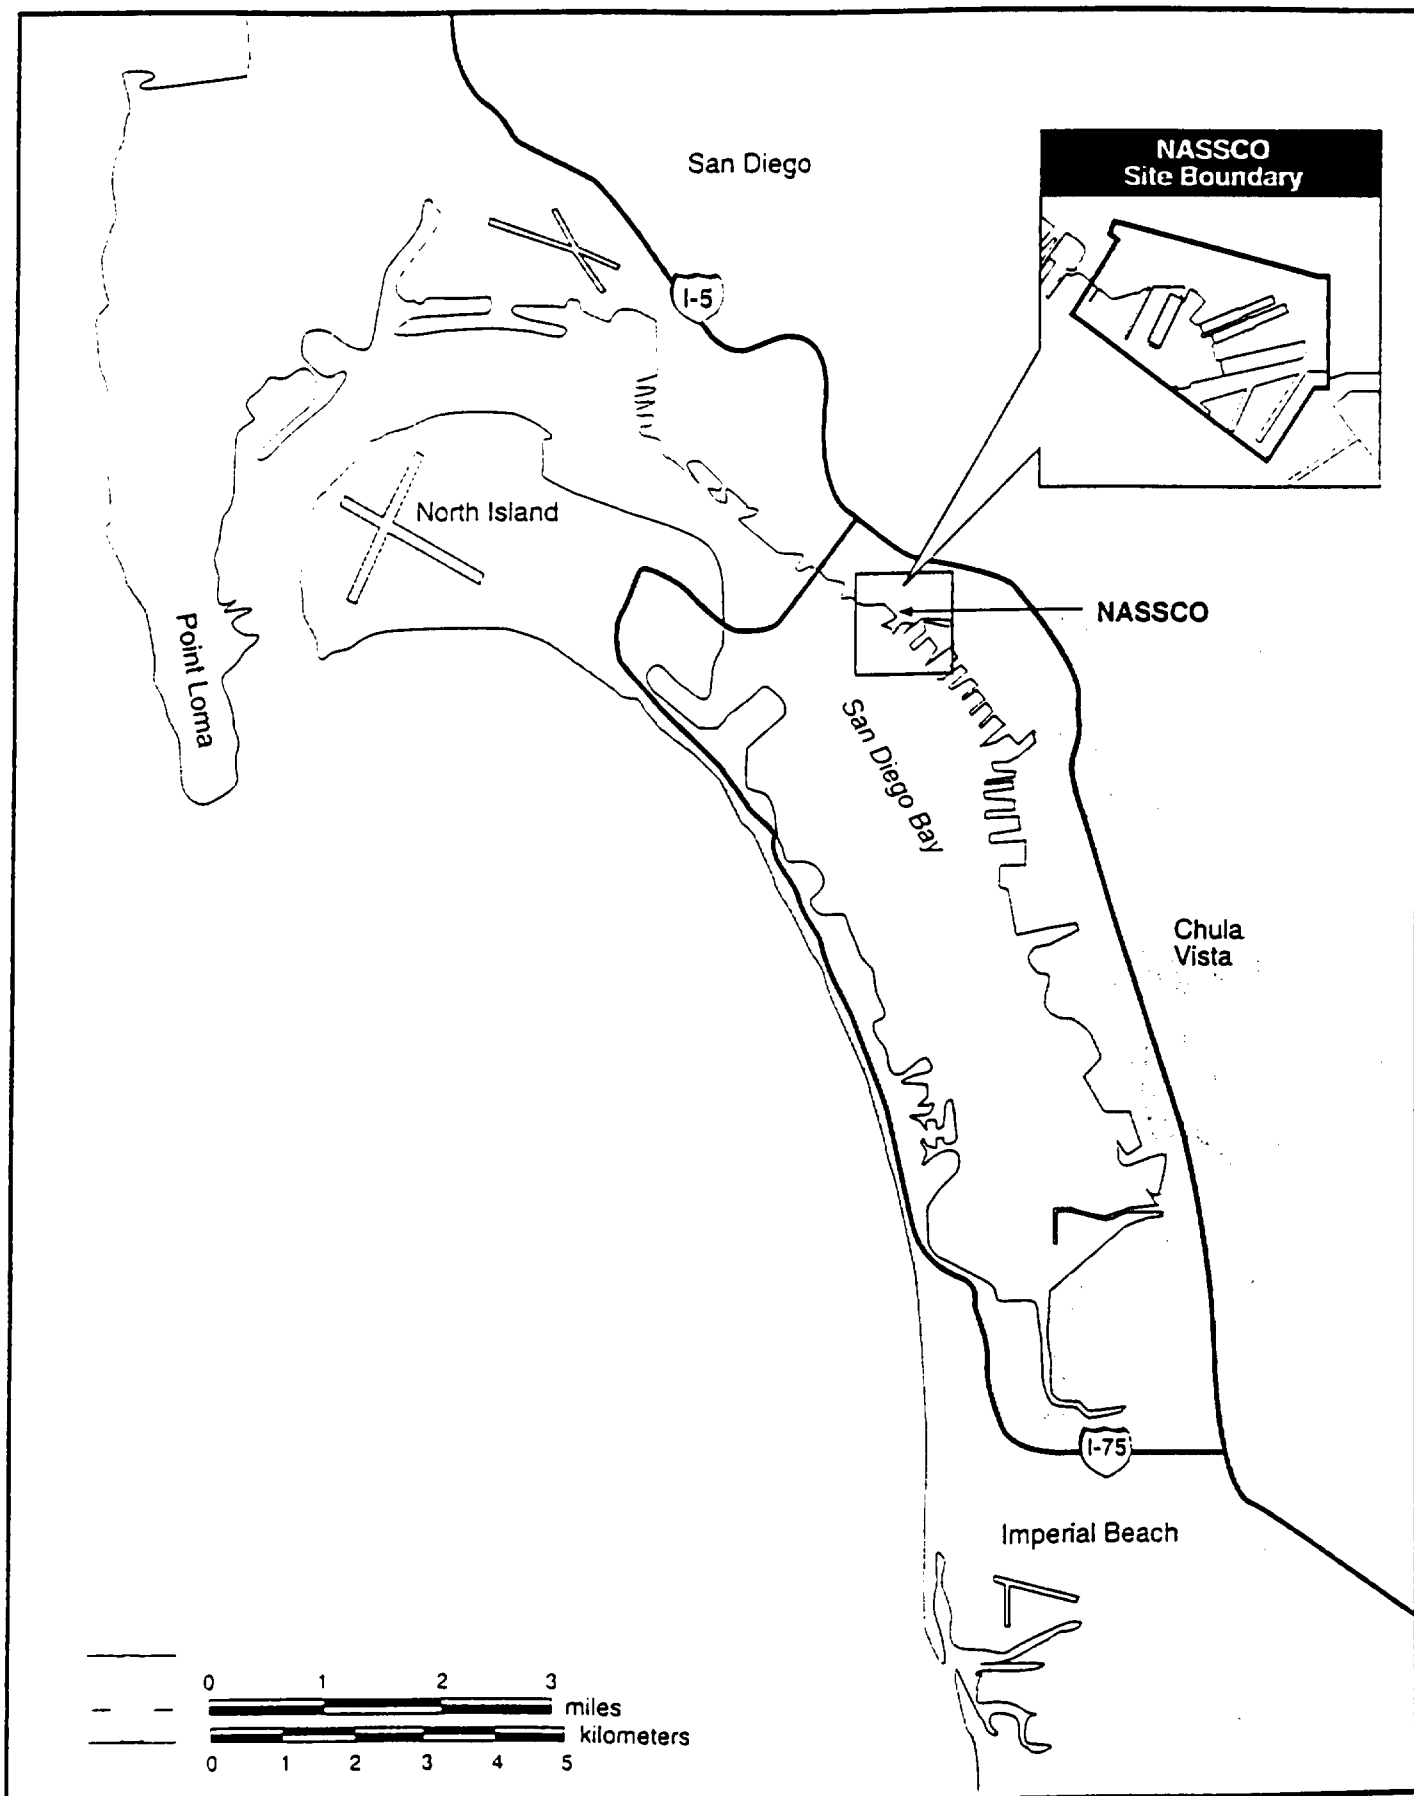 San Diego
NASSCO
Site Boundary
I-5
North Island
NASSCO
Point Loma
San Diego Bay
Chula
Vista
I-75
Imperial Beach
0 1 2 3
miles
kilometers
0 1 2 3 4 5